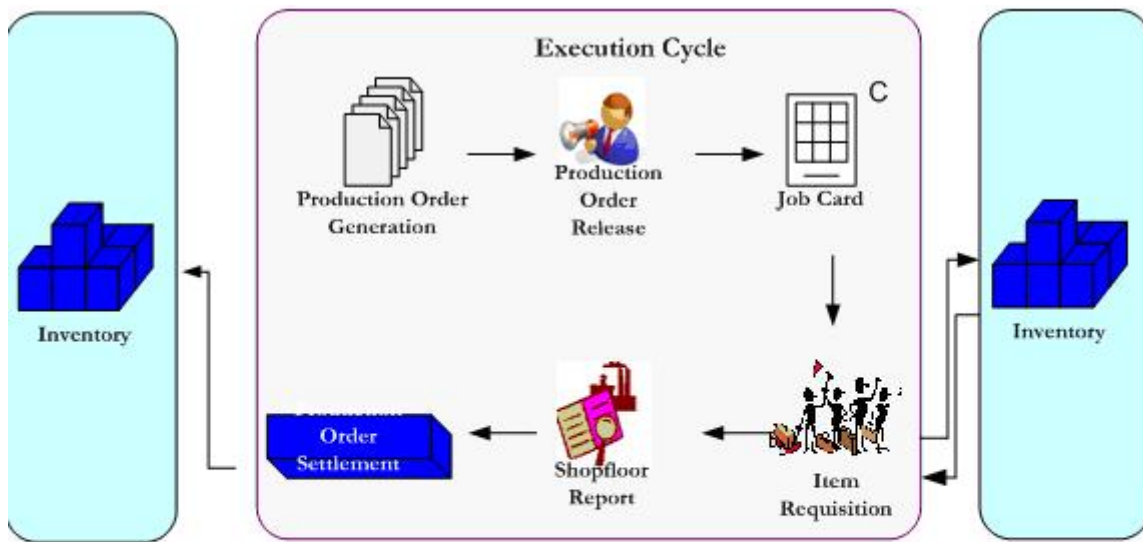 Execution Cycle
C
Production Order
Generation
Production
Order
Release
Job Card
Inventory
Inventory
Order
Settlement
Shopfloor
Report
Item
Requisition